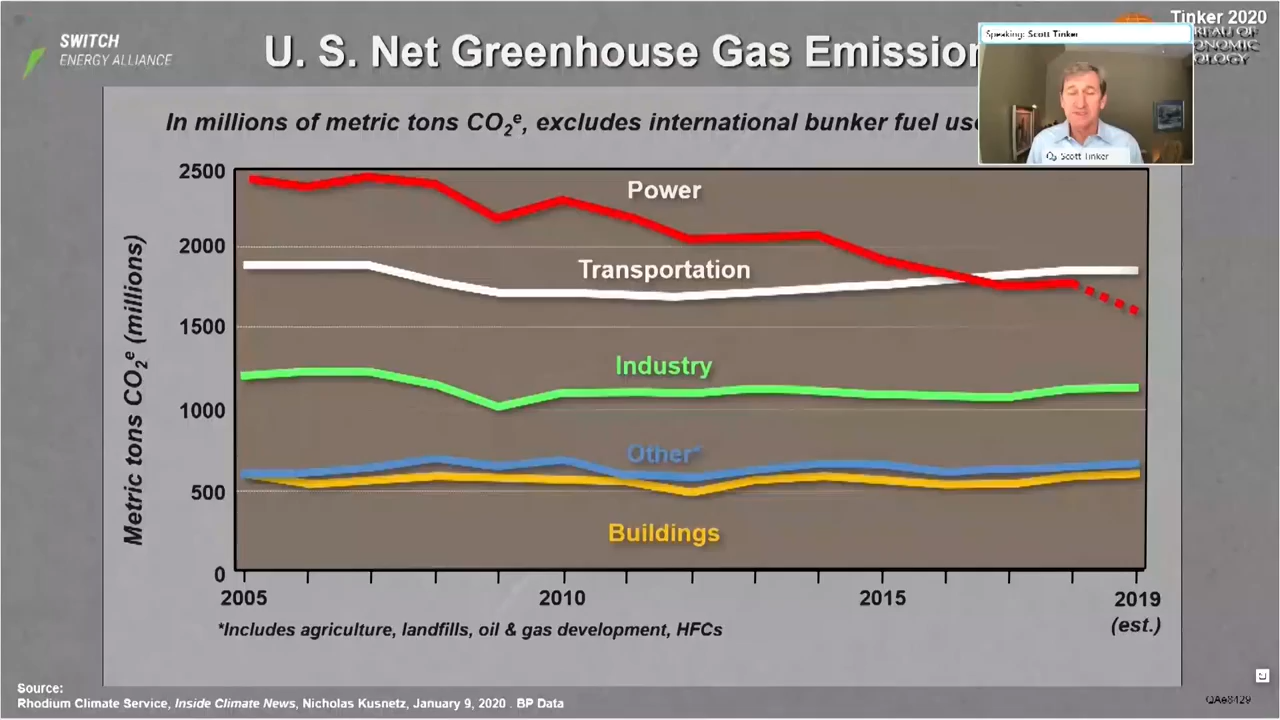 SWITCH
ENERGY ALLIANCE
U. S. Net Greenhouse Gas Emission
Tinker 2020
Speaking: Scott Tinker
Scott Tinker
In millions of metric tons CO₂ᵉ, excludes international bunker fuel use
Metric tons CO₂ᵉ (millions)
2500
2000
1500
1000
500
0
Power
Transportation
Industry
Other*
Buildings
2005
2010
2015
2019
(est.)
*Includes agriculture, landfills, oil & gas development, HFCs
Source:
Rhodium Climate Service, Inside Climate News, Nicholas Kusnetz, January 9, 2020 . BP Data
QAe8429